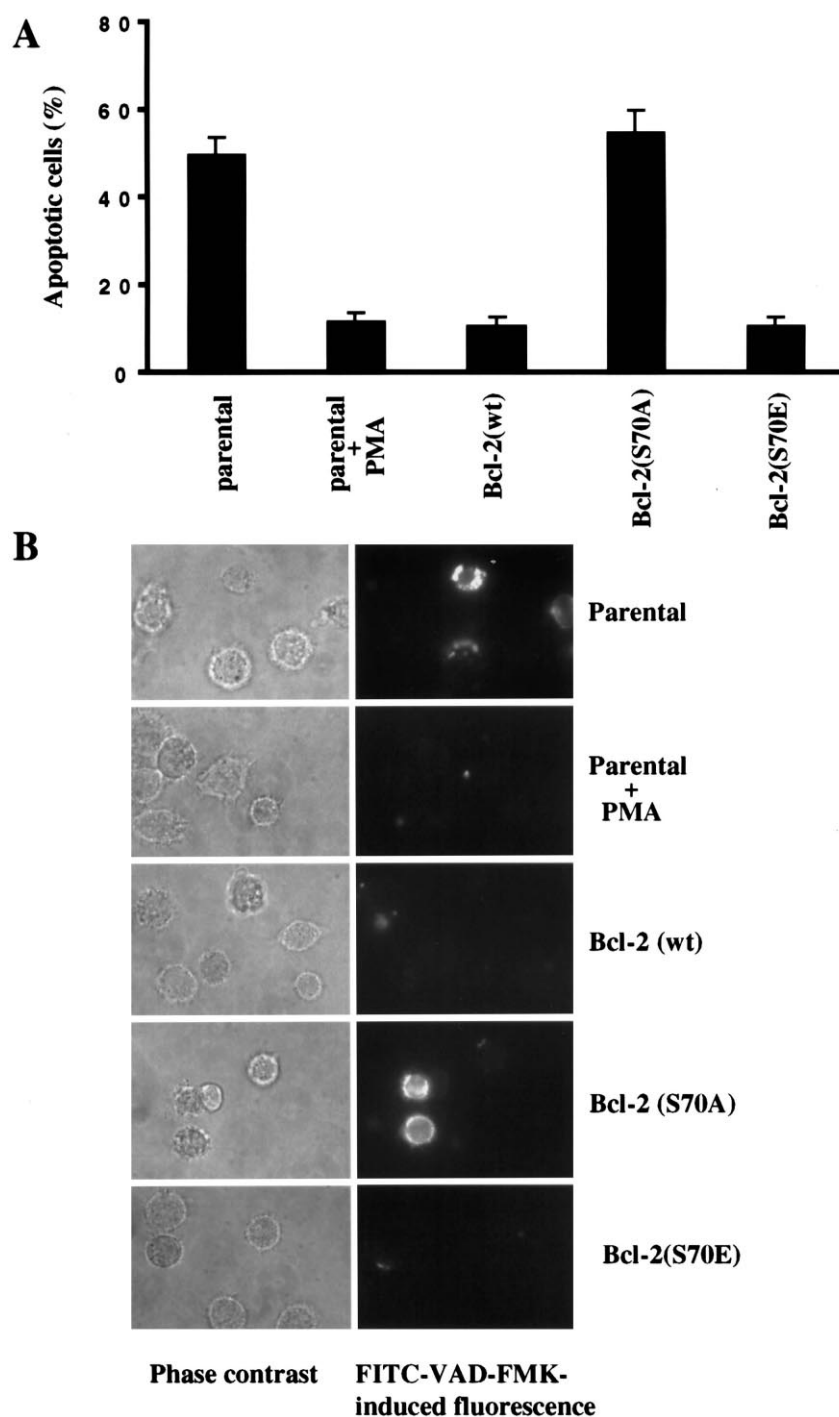 A
Apoptotic cells (%)
80
60
40
20
0
parental
parental
+
PMA
Bcl-2(wt)
Bcl-2(S70A)
Bcl-2(S70E)
B
Parental
Parental
+
PMA
Bcl-2 (wt)
Bcl-2 (S70A)
Bcl-2(S70E)
Phase contrast
FITC-VAD-FMK-
induced fluorescence